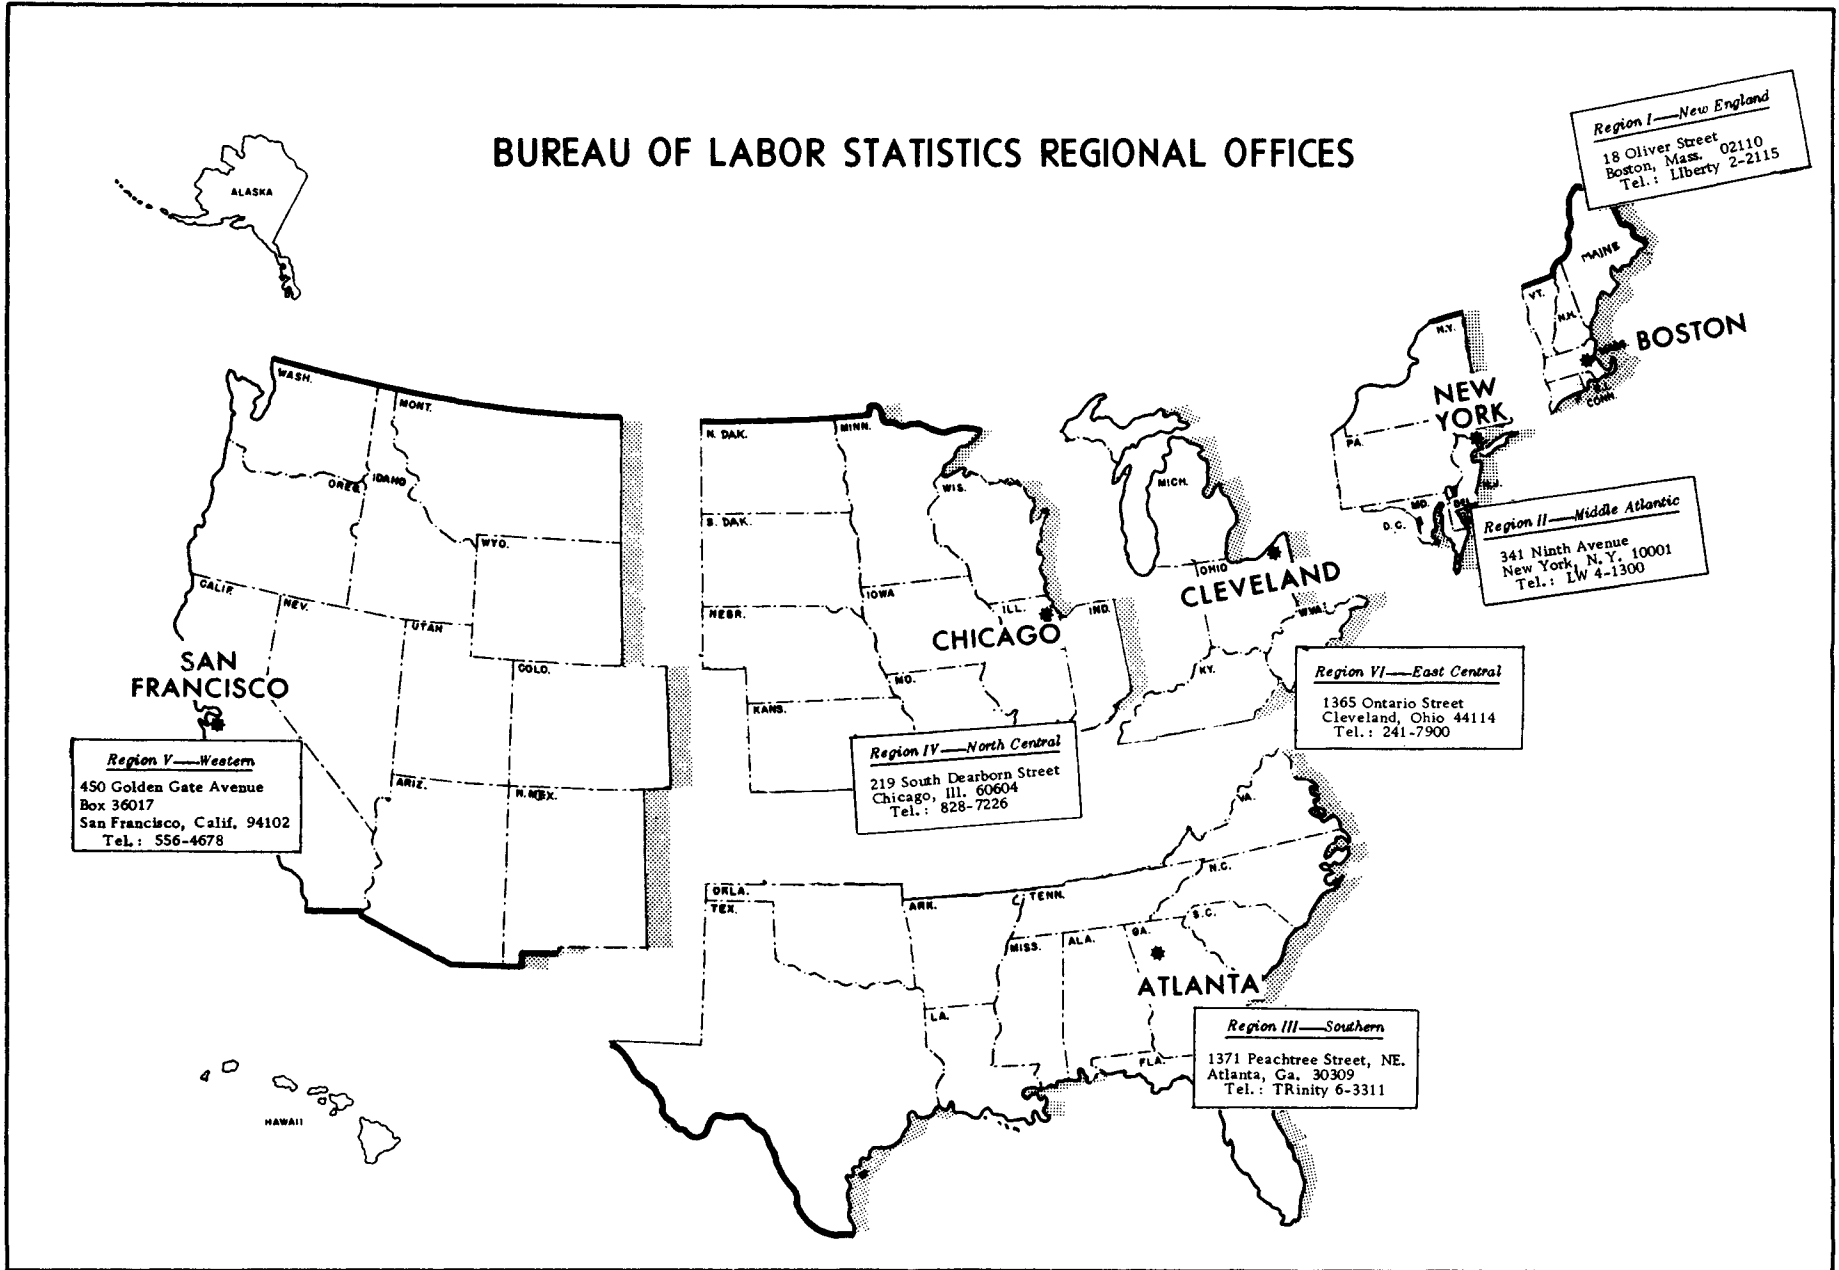 BUREAU OF LABOR STATISTICS REGIONAL OFFICES
Region I—New England
18 Oliver Street
Boston, Mass. 02110
Tel.: LIberty 2-2115
ALASKA
MAINE
VT.
N.H.
BOSTON
R.I.
CONN.
N.Y.
NEW
YORK
PA.
N.J.
MD.
DEL.
D.C.
Region II—Middle Atlantic
341 Ninth Avenue
New York, N. Y. 10001
Tel.: LW 4-1300
WASH.
MONT.
OREG.
IDAHO
WYO.
CALIF.
NEV.
UTAH
COLO.
ARIZ.
N.MEX.
SAN
FRANCISCO
Region V—Western
450 Golden Gate Avenue
Box 36017
San Francisco, Calif. 94102
Tel.: 556-4678
N. DAK.
MINN.
S. DAK.
WIS.
NEBR.
IOWA
ILL.
IND.
CHICAGO
MO.
KANS.
Region IV—North Central
219 South Dearborn Street
Chicago, Ill. 60604
Tel.: 828-7226
MICH.
OHIO
CLEVELAND
W.VA.
KY.
Region VI—East Central
1365 Ontario Street
Cleveland, Ohio 44114
Tel.: 241-7900
VA.
N.C.
OKLA.
TEX.
ARK.
TENN.
S.C.
MISS.
ALA.
GA.
ATLANTA
LA.
FLA.
Region III—Southern
1371 Peachtree Street, NE.
Atlanta, Ga. 30309
Tel.: TRinity 6-3311
HAWAII